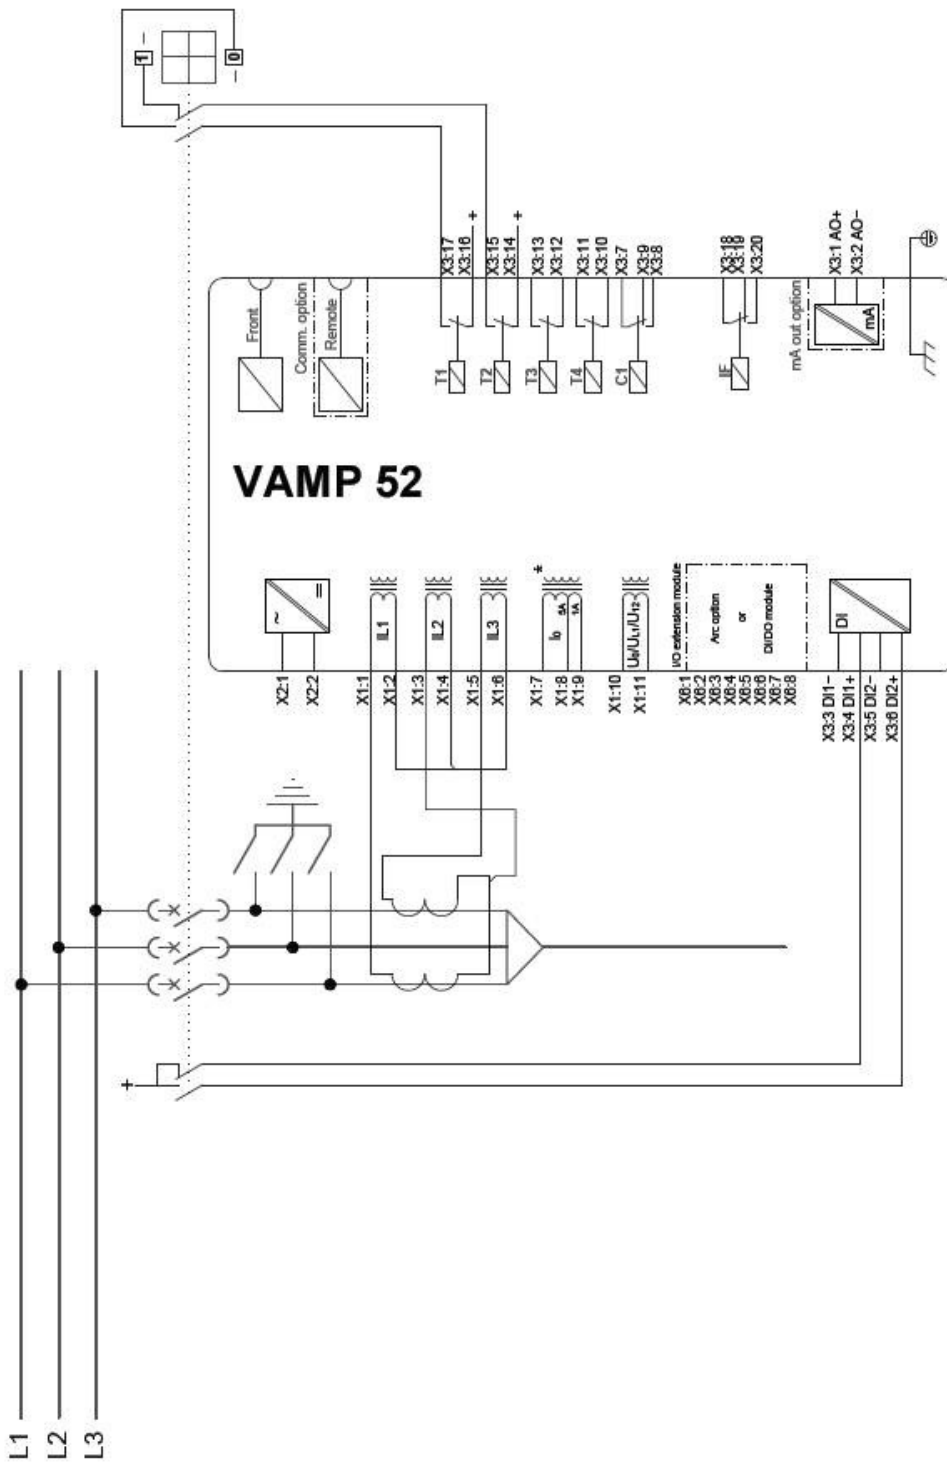 1 –
– 0
X3:17
X3:16
+
X3:15
X3:14
+
X3:13
X3:12
X3:11
X3:10
X3:7
X3:9
X3:8
X3:18
X3:19
X3:20
X3:1 AO+
X3:2 AO–
Front
Comm. option
Remote
T1
T2
T3
T4
C1
IF
mA out option
mA
VAMP 52
~
=
IL1
IL2
IL3
*
I₀
5A
1A
U₀/U_L1/U₁₂
I/O extension module
Arc option
or
DI/DO module
DI
X2:1
X2:2
X1:1
X1:2
X1:3
X1:4
X1:5
X1:6
X1:7
X1:8
X1:9
X1:10
X1:11
X6:1
X6:2
X6:3
X6:4
X6:5
X6:6
X6:7
X6:8
X3:3 DI1–
X3:4 DI1+
X3:5 DI2–
X3:6 DI2+
+
L1
L2
L3